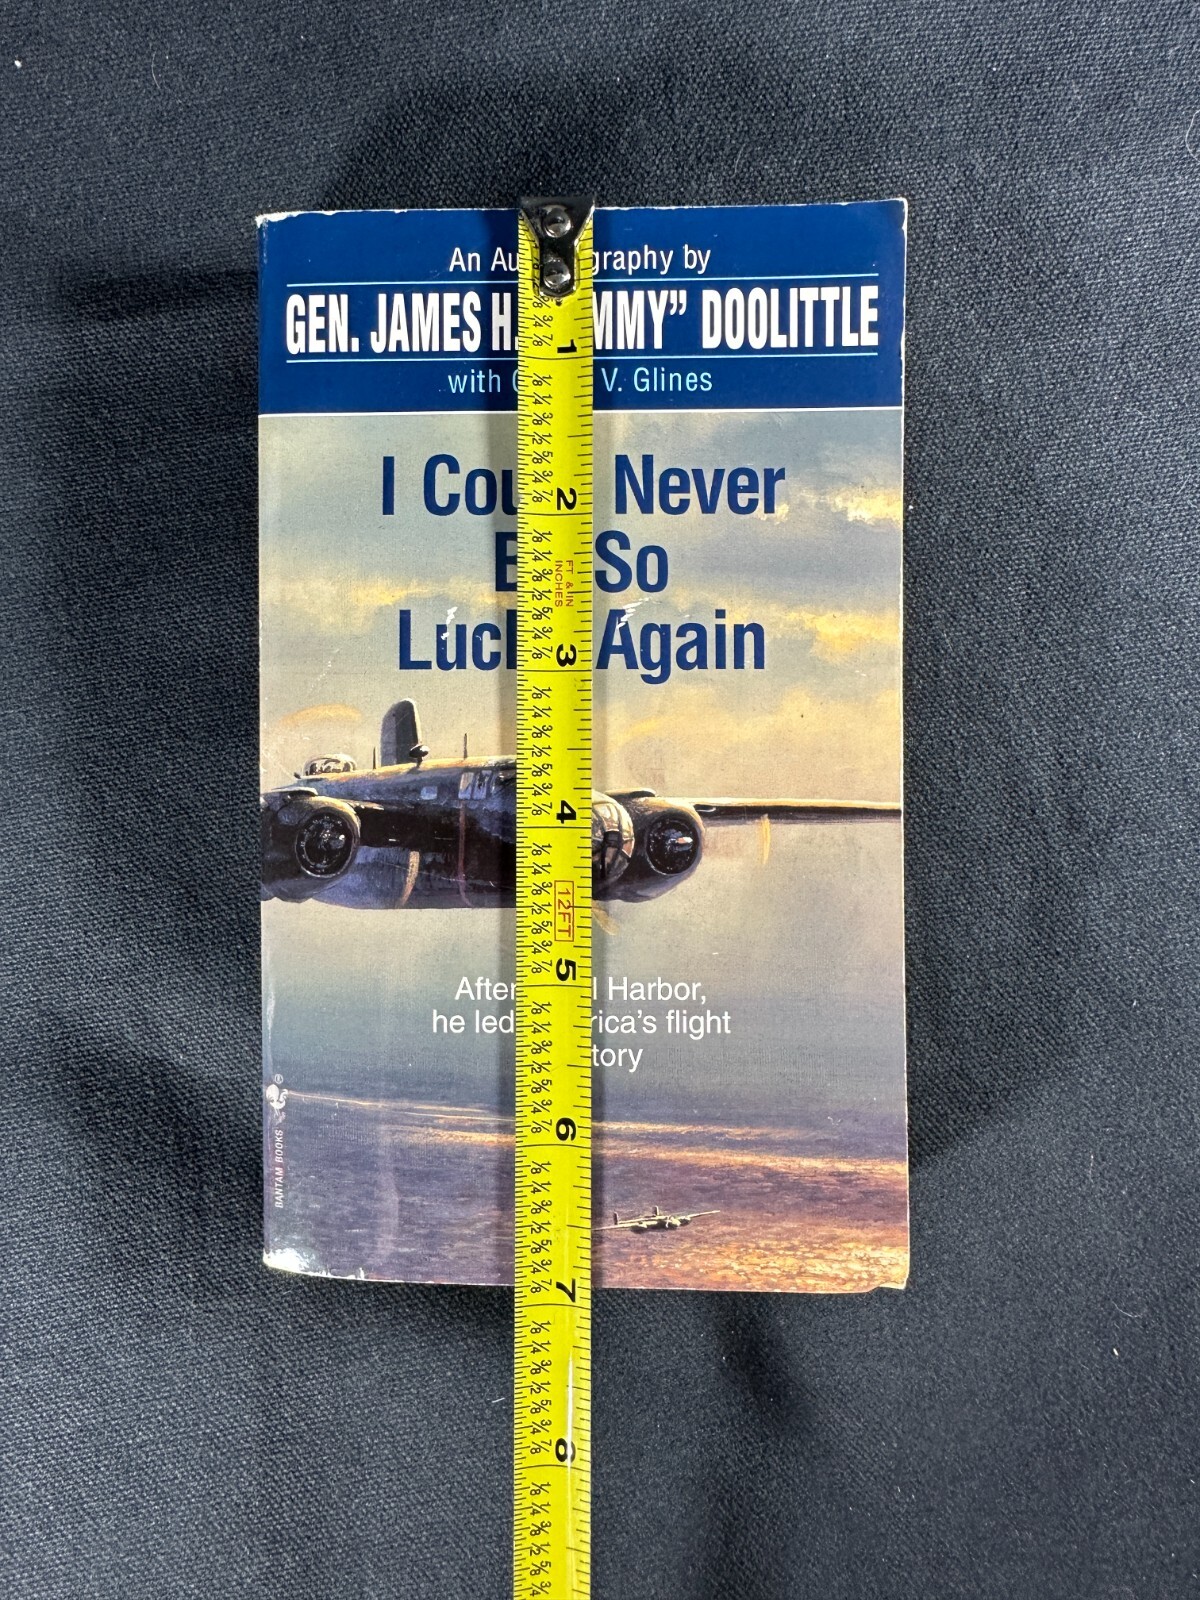 An Au graphy by
GEN. JAMES H. MMY” DOOLITTLE
with V. Glines
I Cou Never
B So
Luck Again
After l Harbor,
he led rica's flight
tory
BANTAM BOOKS
1
2
FT & IN
INCHES
3
4
12FT
5
6
7
8